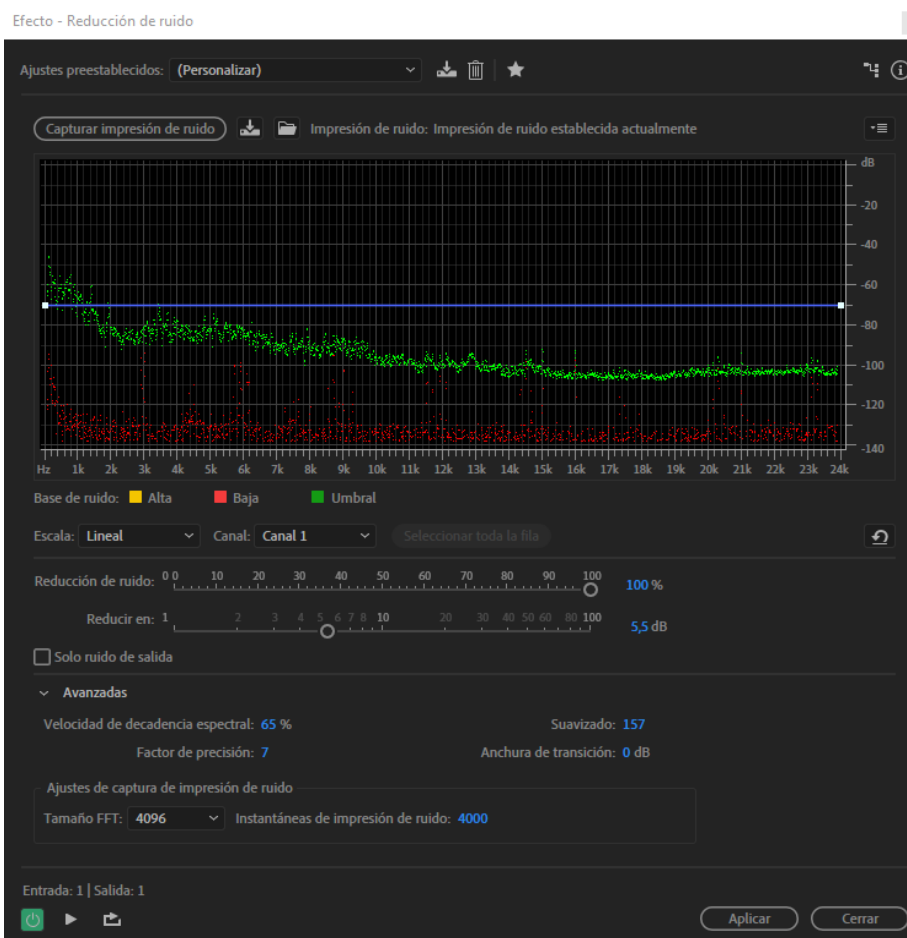 Efecto - Reducción de ruido
Ajustes preestablecidos: (Personalizar)
Capturar impresión de ruido Impresión de ruido: Impresión de ruido establecida actualmente
dB
-20
-40
-60
-80
-100
-120
-140
Hz 1k 2k 3k 4k 5k 6k 7k 8k 9k 10k 11k 12k 13k 14k 15k 16k 17k 18k 19k 20k 21k 22k 23k 24k
Base de ruido: Alta Baja Umbral
Escala: Lineal Canal: Canal 1 Seleccionar toda la fila
Reducción de ruido: 0 0 10 20 30 40 50 60 70 80 90 100 100 %
Reducir en: 1 2 3 4 5 6 7 8 10 20 30 40 50 60 80 100 5,5 dB
Solo ruido de salida
Avanzadas
Velocidad de decadencia espectral: 65 % Suavizado: 157
Factor de precisión: 7 Anchura de transición: 0 dB
Ajustes de captura de impresión de ruido
Tamaño FFT: 4096 Instantáneas de impresión de ruido: 4000
Entrada: 1 | Salida: 1
Aplicar Cerrar